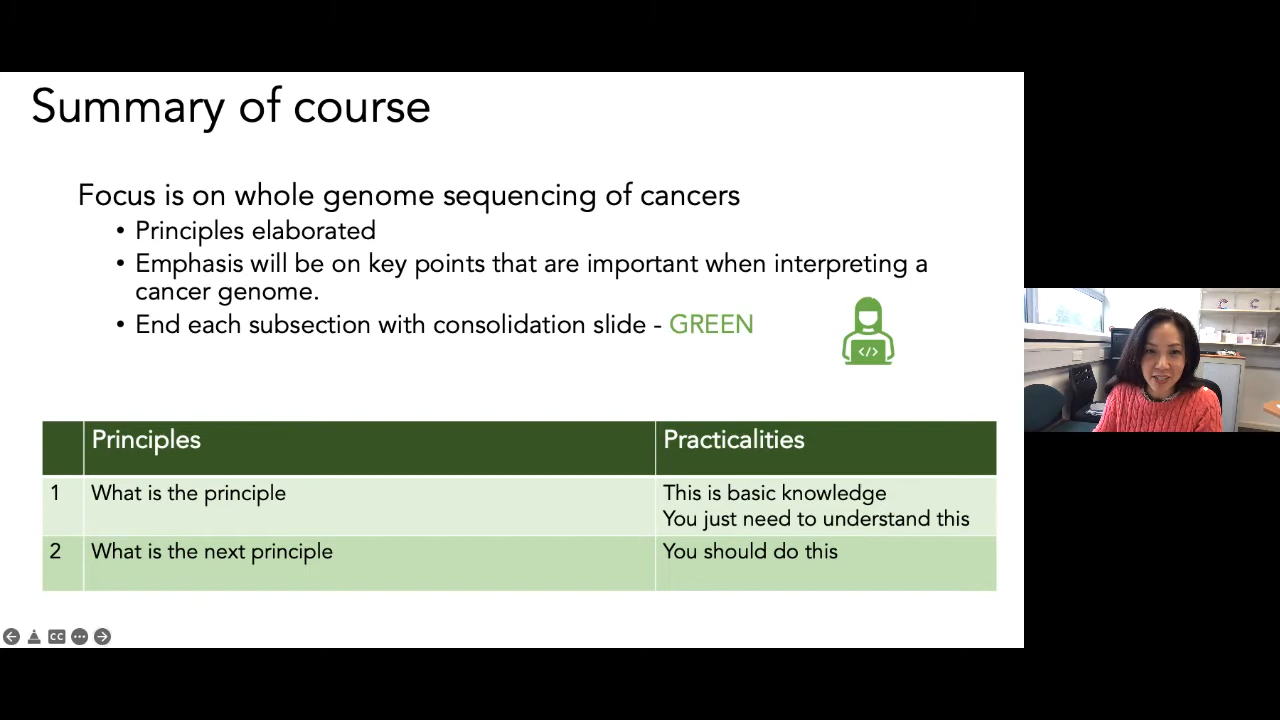 Summary of course
Focus is on whole genome sequencing of cancers
• Principles elaborated
• Emphasis will be on key points that are important when interpreting a
cancer genome.
• End each subsection with consolidation slide - GREEN
</>
Principles Practicalities
1 What is the principle This is basic knowledge
You just need to understand this
2 What is the next principle You should do this
CC